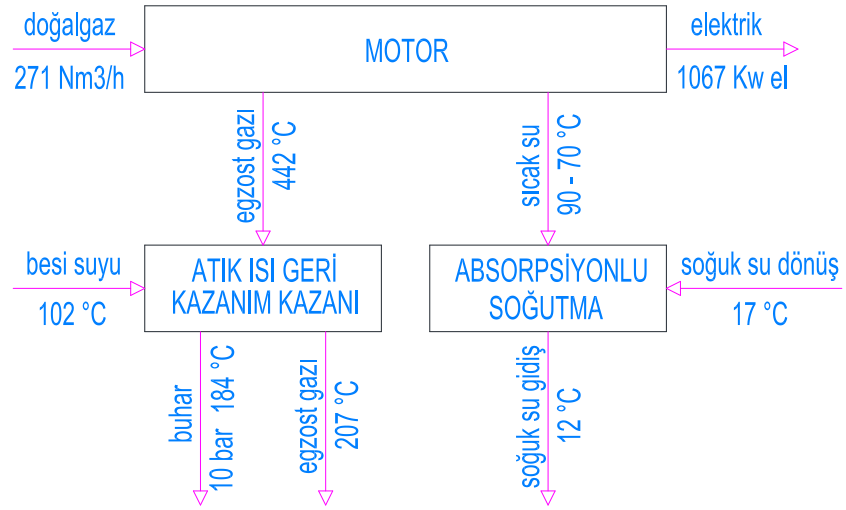 doğalgaz
271 Nm3/h
MOTOR
elektrik
1067 Kw el
egzost gazı
442 °C
sıcak su
90 - 70 °C
besi suyu
102 °C
ATIK ISI GERİ
KAZANIM KAZANI
ABSORPSİYONLU
SOĞUTMA
soğuk su dönüş
17 °C
buhar
10 bar 184 °C
egzost gazı
207 °C
soğuk su gidiş
12 °C